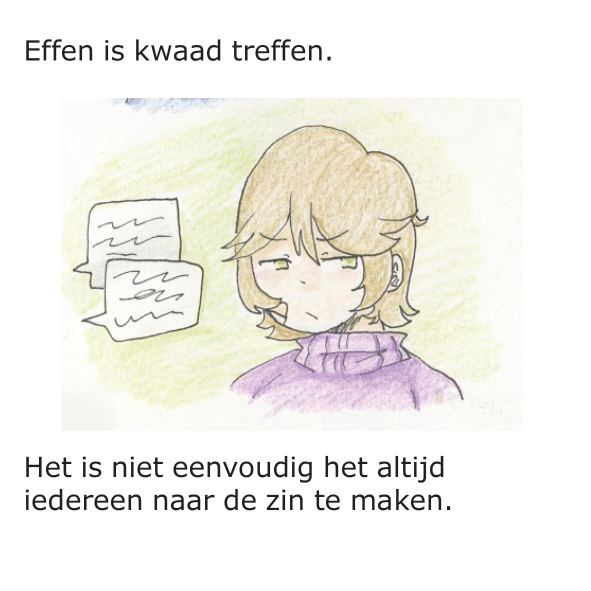 Effen is kwaad treffen.
Het is niet eenvoudig het altijd
iedereen naar de zin te maken.